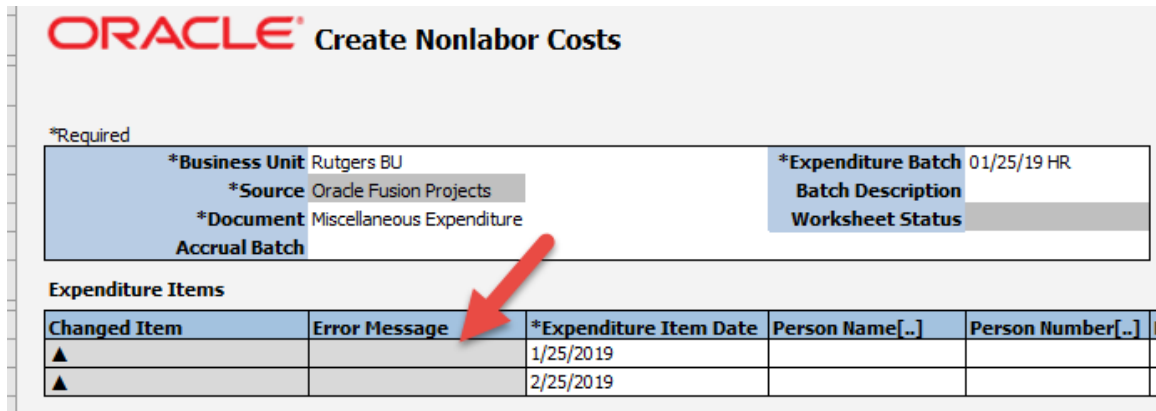 ORACLE Create Nonlabor Costs
*Required
*Business Unit Rutgers BU *Expenditure Batch 01/25/19 HR
*Source Oracle Fusion Projects Batch Description
*Document Miscellaneous Expenditure Worksheet Status
Accrual Batch
Expenditure Items
Changed Item Error Message *Expenditure Item Date Person Name[..] Person Number[..]
▲ 1/25/2019
▲ 2/25/2019